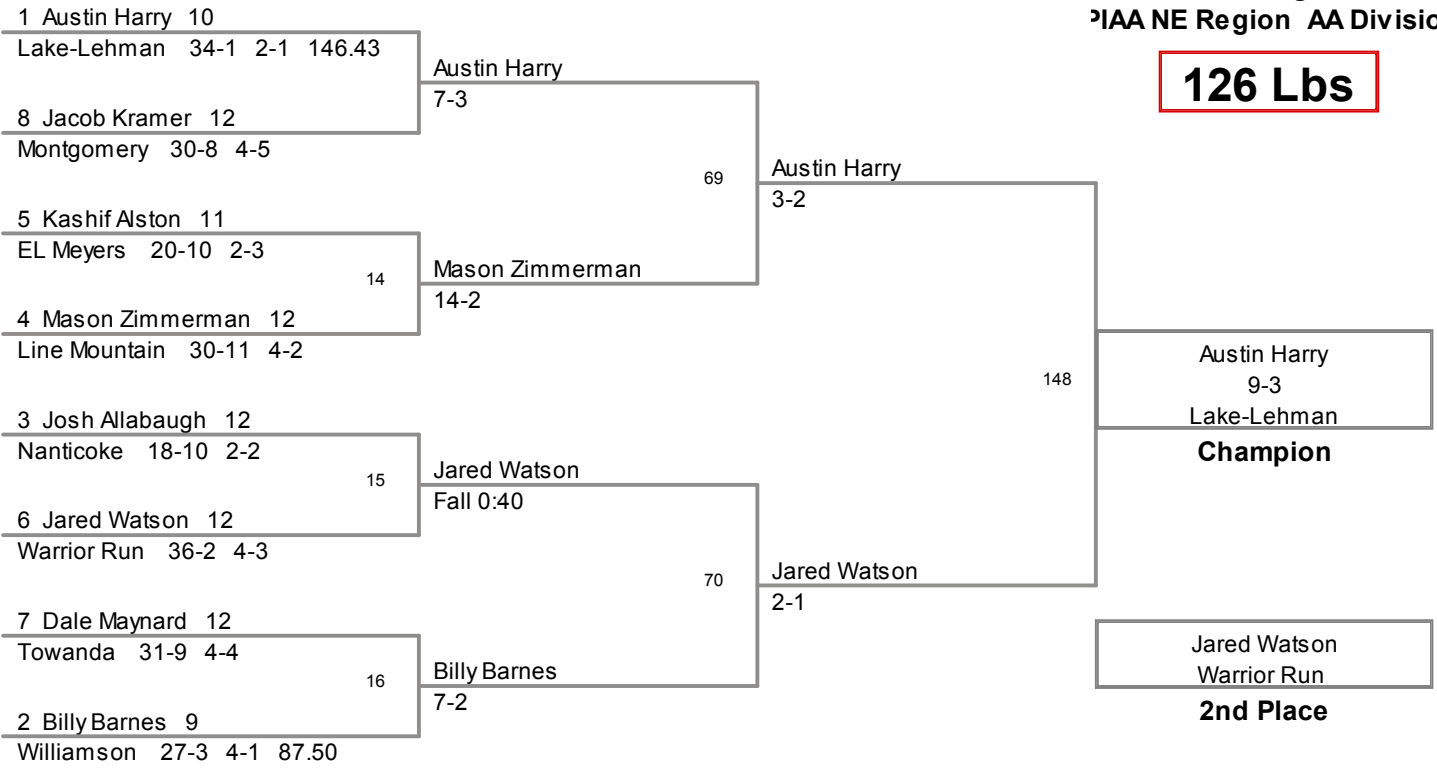 PIAA NE Region AA Divisio
126 Lbs
1 Austin Harry 10
Lake-Lehman 34-1 2-1 146.43
8 Jacob Kramer 12
Montgomery 30-8 4-5
5 Kashif Alston 11
EL Meyers 20-10 2-3
14
4 Mason Zimmerman 12
Line Mountain 30-11 4-2
3 Josh Allabaugh 12
Nanticoke 18-10 2-2
15
6 Jared Watson 12
Warrior Run 36-2 4-3
7 Dale Maynard 12
Towanda 31-9 4-4
16
2 Billy Barnes 9
Williamson 27-3 4-1 87.50
Austin Harry
7-3
69
Mason Zimmerman
14-2
Jared Watson
Fall 0:40
70
Billy Barnes
7-2
Austin Harry
3-2
148
Jared Watson
2-1
Austin Harry
9-3
Lake-Lehman
Champion
Jared Watson
Warrior Run
2nd Place